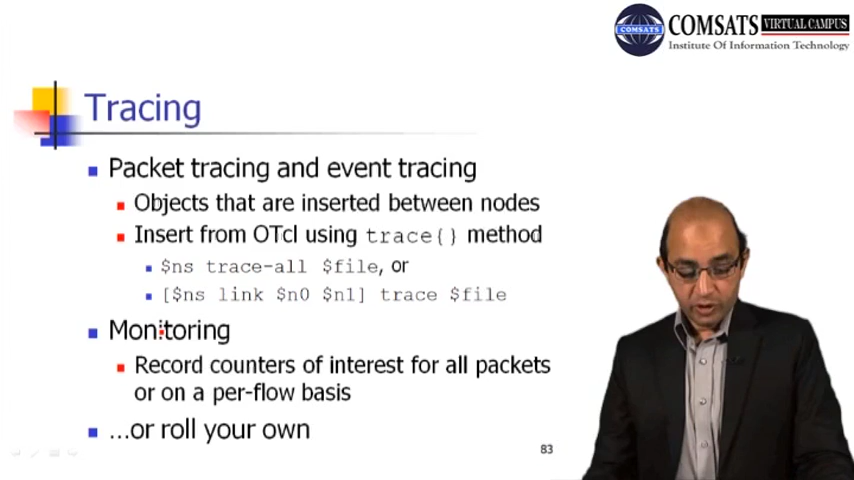 COMSATS
COMSATS VIRTUAL CAMPUS
Institute Of Information Technology
Tracing
Packet tracing and event tracing
Objects that are inserted between nodes
Insert from OTcl using trace{} method
$ns trace-all $file, or
[$ns link $n0 $n1] trace $file
Monitoring
Record counters of interest for all packets
or on a per-flow basis
...or roll your own
83